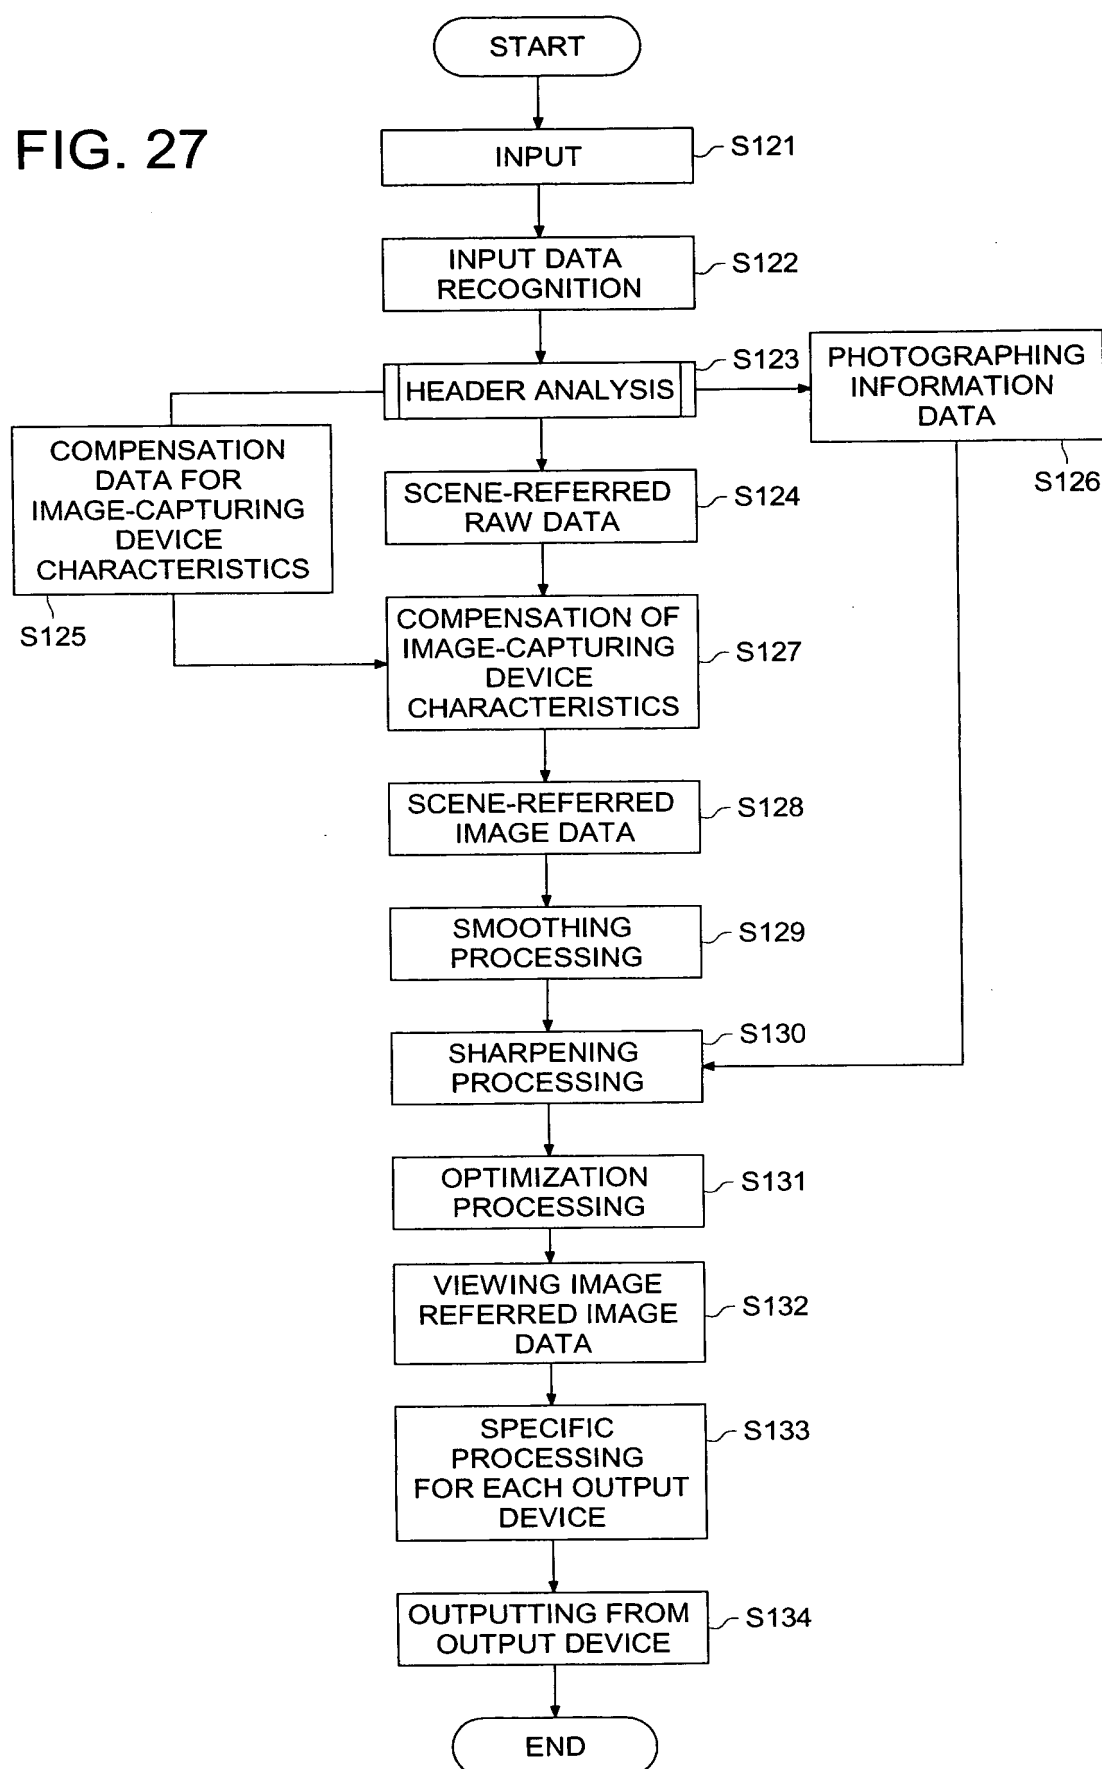 START
FIG. 27
INPUT
S121
INPUT DATA
RECOGNITION
S122
HEADER ANALYSIS
S123
PHOTOGRAPHING
INFORMATION
DATA
S126
COMPENSATION
DATA FOR
IMAGE-CAPTURING
DEVICE
CHARACTERISTICS
S125
SCENE-REFERRED
RAW DATA
S124
COMPENSATION OF
IMAGE-CAPTURING
DEVICE
CHARACTERISTICS
S127
SCENE-REFERRED
IMAGE DATA
S128
SMOOTHING
PROCESSING
S129
SHARPENING
PROCESSING
S130
OPTIMIZATION
PROCESSING
S131
VIEWING IMAGE
REFERRED IMAGE
DATA
S132
SPECIFIC
PROCESSING
FOR EACH OUTPUT
DEVICE
S133
OUTPUTTING FROM
OUTPUT DEVICE
S134
END